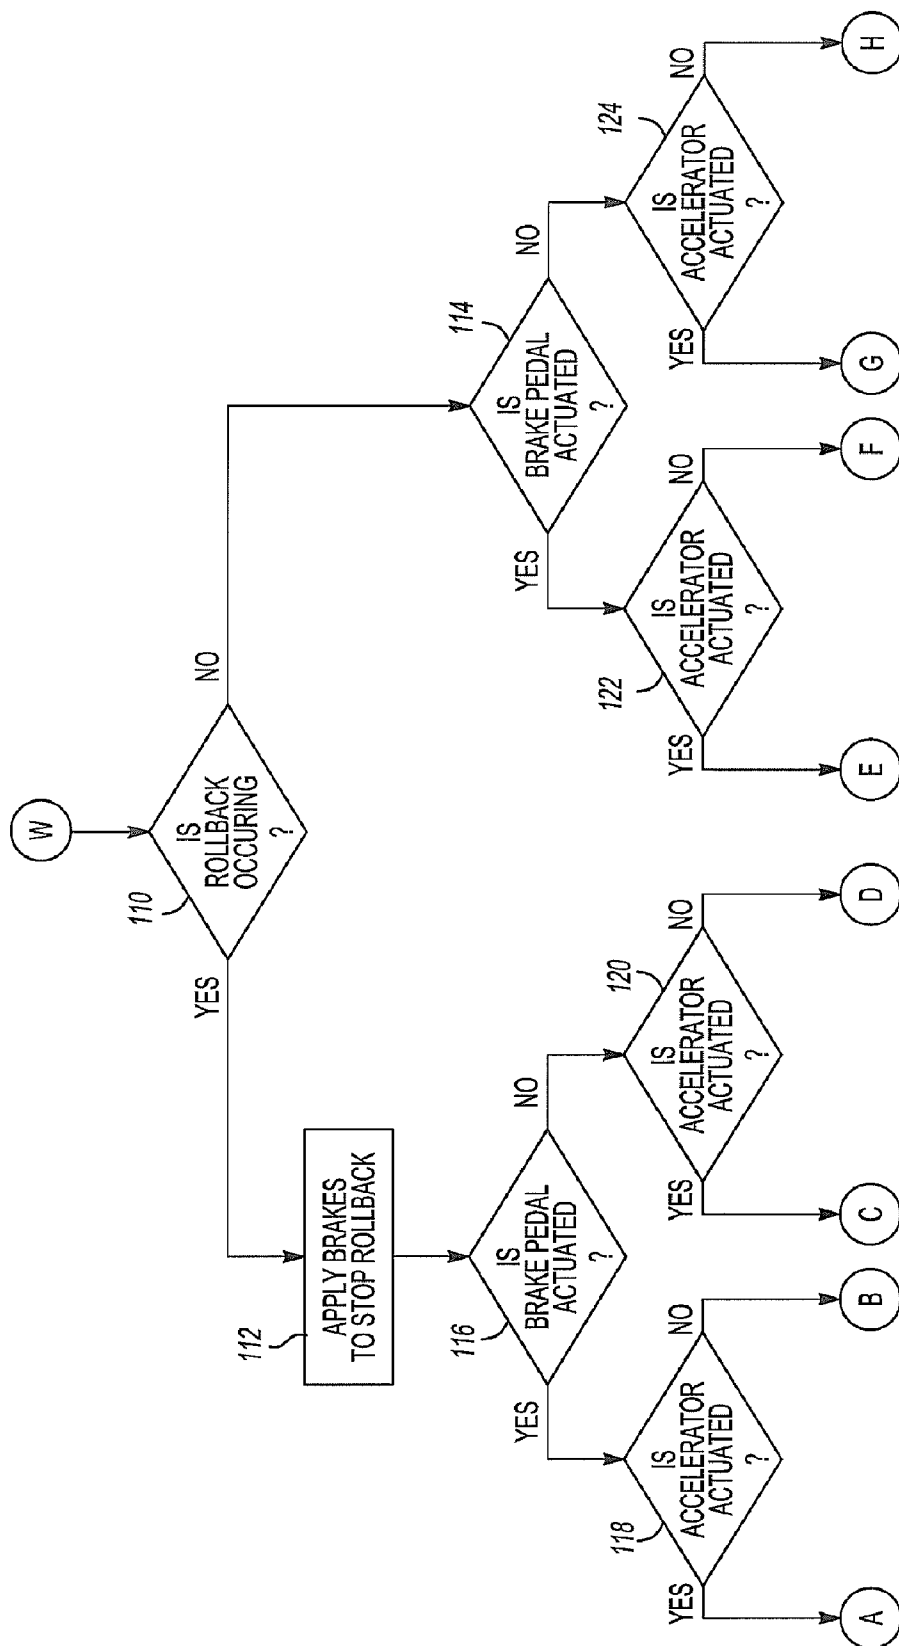 W
110
IS
ROLLBACK
OCCURING
?
YES
NO
112
APPLY BRAKES
TO STOP ROLLBACK
116
IS
BRAKE PEDAL
ACTUATED
?
YES
NO
114
IS
BRAKE PEDAL
ACTUATED
?
YES
NO
118
IS
ACCELERATOR
ACTUATED
?
YES
NO
120
IS
ACCELERATOR
ACTUATED
?
YES
NO
122
IS
ACCELERATOR
ACTUATED
?
YES
NO
124
IS
ACCELERATOR
ACTUATED
?
YES
NO
A
B
C
D
E
F
G
H